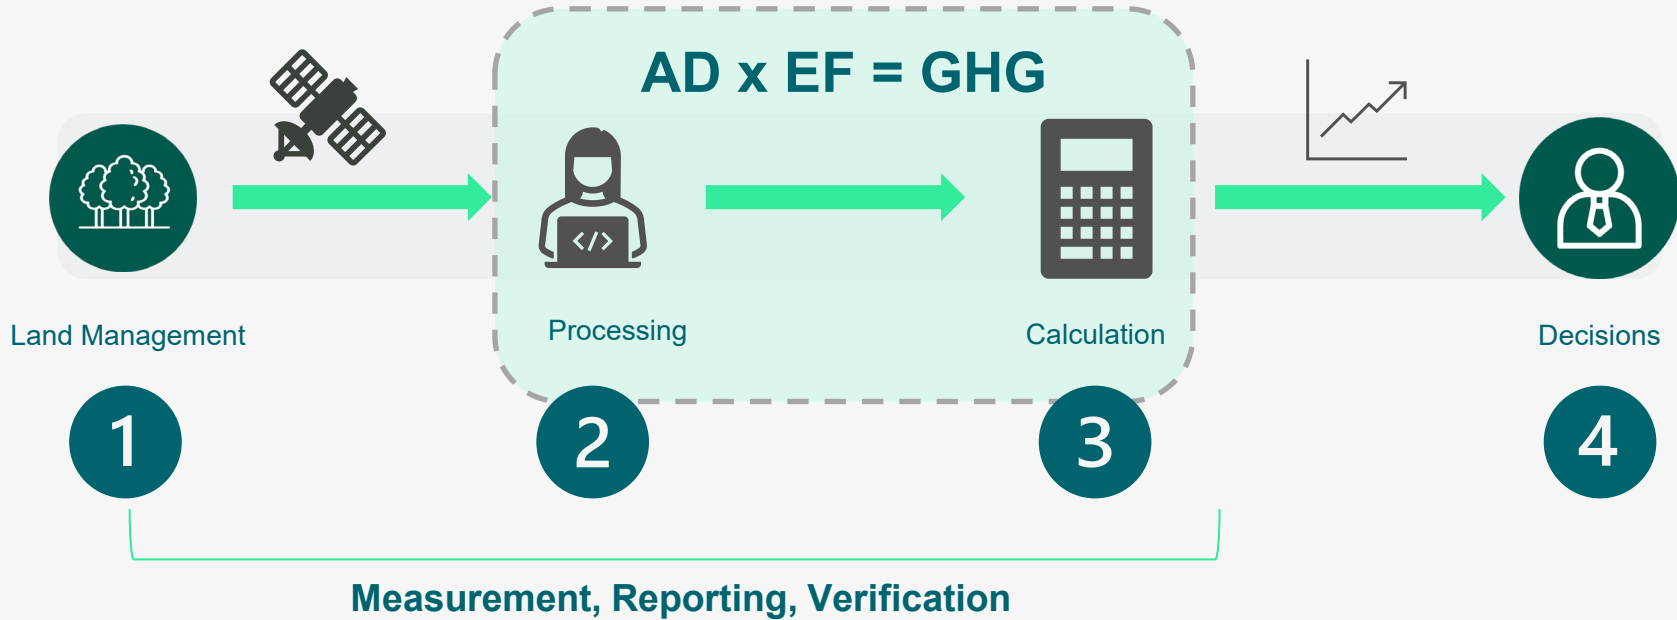 AD x EF = GHG
</>
Land Management
Processing
Calculation
Decisions
1
2
3
4
Measurement, Reporting, Verification